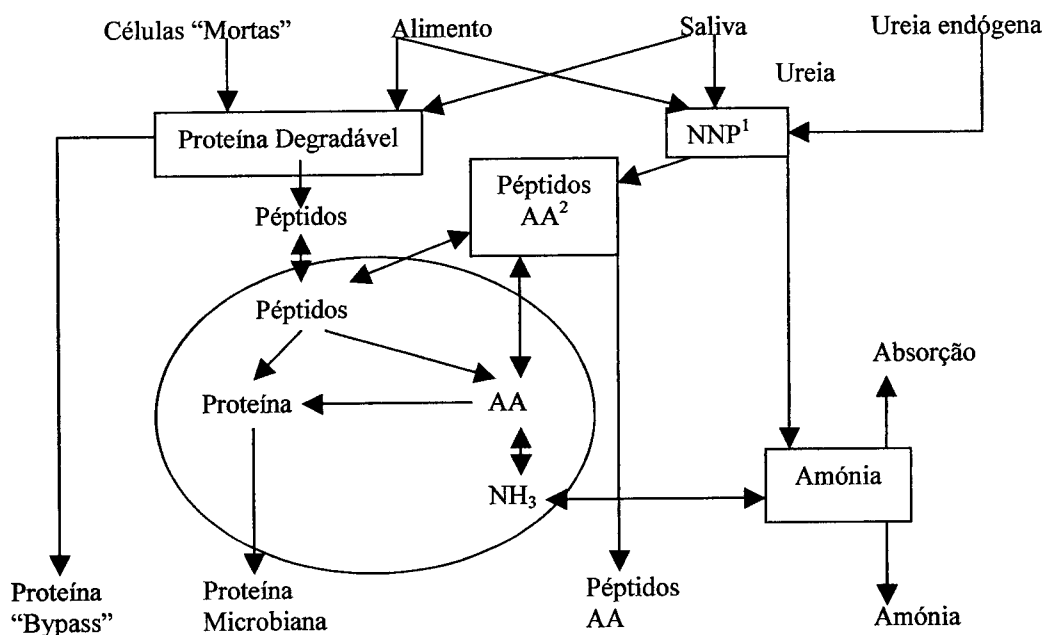 Células “Mortas”
Alimento
Saliva
Ureia endógena
Ureia
Proteína Degradável
NNP¹
Péptidos
AA²
Péptidos
Péptidos
Absorção
Proteína
AA
Amónia
NH₃
Proteína
“Bypass”
Proteína
Microbiana
Péptidos
AA
Amónia